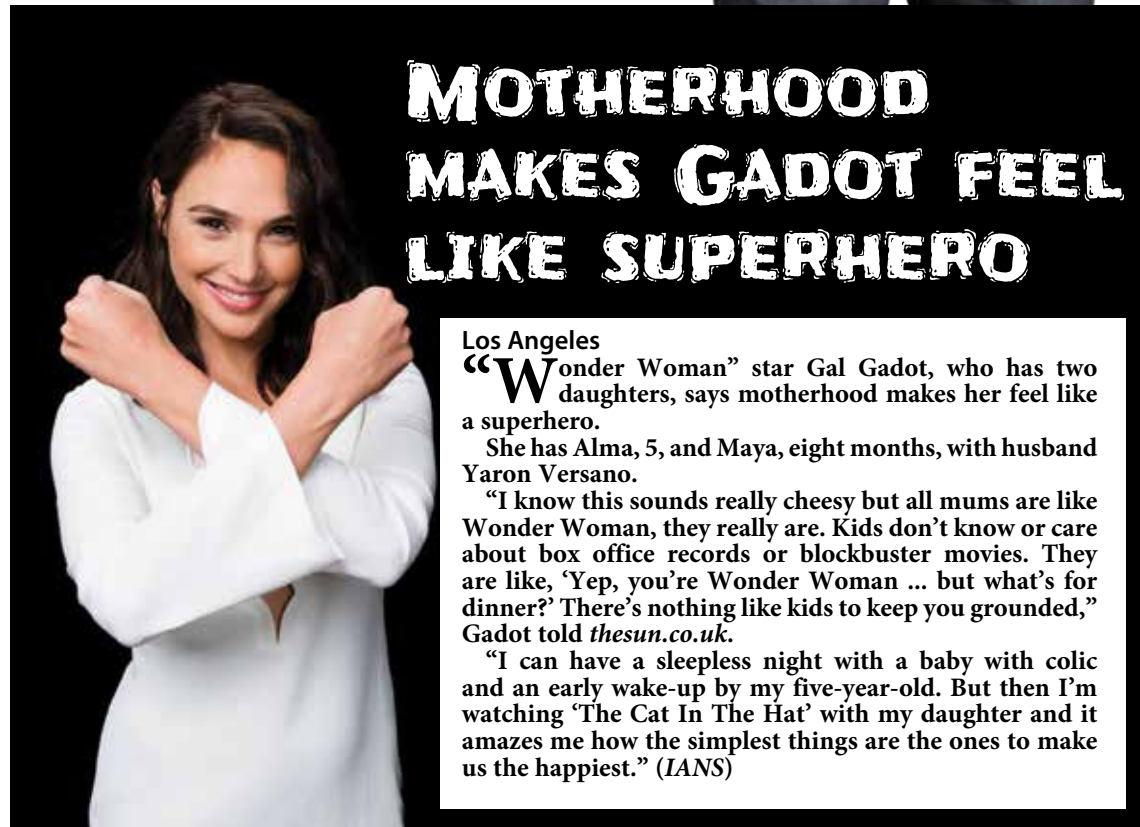 MOTHERHOOD
MAKES GADOT FEEL
LIKE SUPERHERO
Los Angeles
“Wonder Woman” star Gal Gadot, who has two
daughters, says motherhood makes her feel like
a superhero.
She has Alma, 5, and Maya, eight months, with husband
Yaron Versano.
“I know this sounds really cheesy but all mums are like
Wonder Woman, they really are. Kids don’t know or care
about box office records or blockbuster movies. They
are like, ‘Yep, you’re Wonder Woman ... but what’s for
dinner?’ There’s nothing like kids to keep you grounded,”
Gadot told thesun.co.uk.
“I can have a sleepless night with a baby with colic
and an early wake-up by my five-year-old. But then I’m
watching ‘The Cat In The Hat’ with my daughter and it
amazes me how the simplest things are the ones to make
us the happiest.” (IANS)